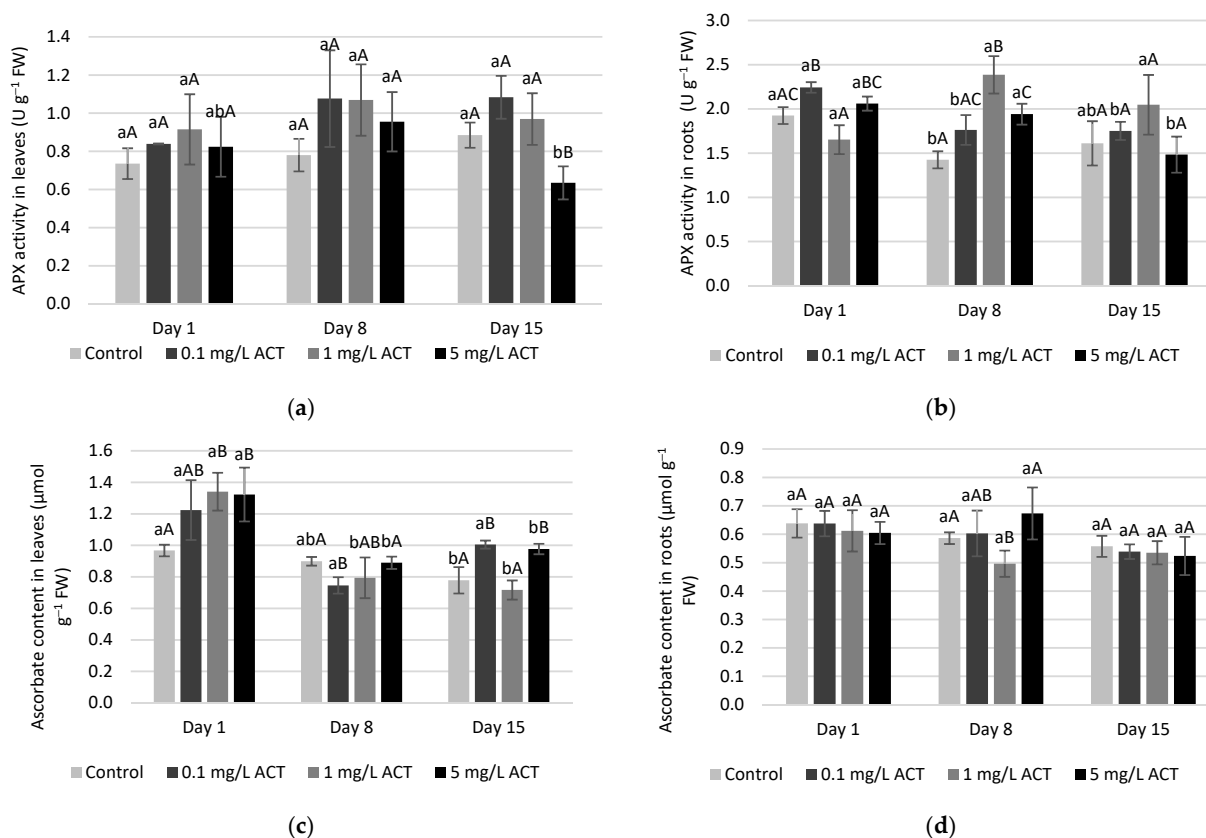 APX activity in leaves (U g⁻¹ FW)
1.4
1.2
1.0
0.8
0.6
0.4
0.2
0.0
aA aA aA abA
aA aA aA aA
aA aA aA bB
Day 1 Day 8 Day 15
Control 0.1 mg/L ACT 1 mg/L ACT 5 mg/L ACT
(a)
APX activity in roots (U g⁻¹ FW)
3.0
2.5
2.0
1.5
1.0
0.5
0.0
aAC aB aA aBC
bA bAC aB aC
abA bA aA bA
Day 1 Day 8 Day 15
Control 0.1 mg/L ACT 1 mg/L ACT 5 mg/L ACT
(b)
Ascorbate content in leaves (µmol
g⁻¹ FW)
1.6
1.4
1.2
1.0
0.8
0.6
0.4
0.2
0.0
aA aAB aB aB
abA aB bAB bA
bA aB bA bB
Day 1 Day 8 Day 15
Control 0.1 mg/L ACT 1 mg/L ACT 5 mg/L ACT
(c)
Ascorbate content in roots (µmol g⁻¹
FW)
0.9
0.8
0.7
0.6
0.5
0.4
0.3
0.2
0.1
0.0
aA aA aA aA
aA aAB aB aA
aA aA aA aA
Day 1 Day 8 Day 15
Control 0.1 mg/L ACT 1 mg/L ACT 5 mg/L ACT
(d)